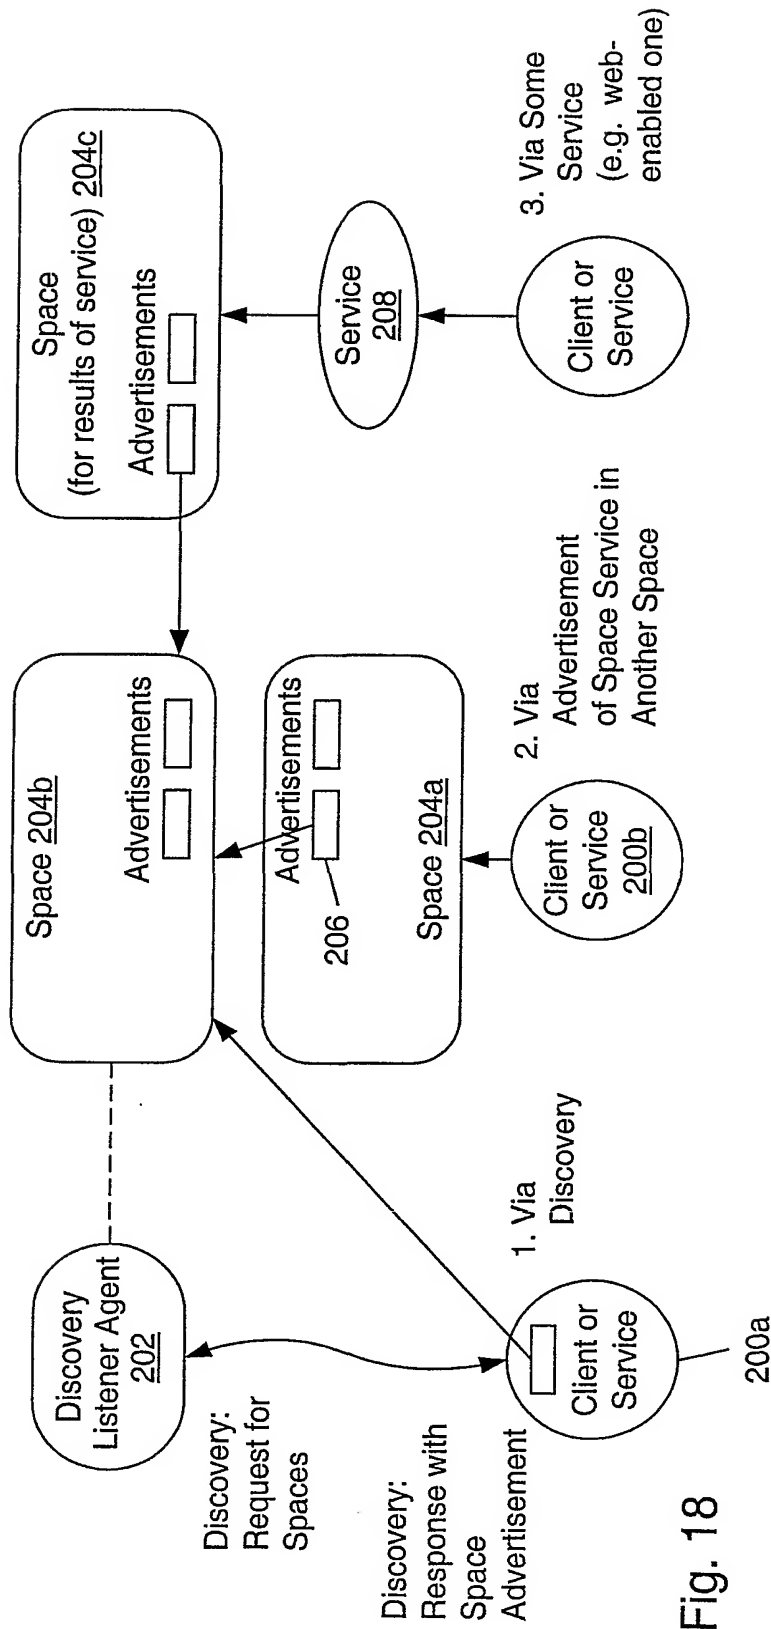 Discovery
Listener Agent
202
Discovery:
Request for
Spaces
Discovery:
Response with
Space
Advertisement
Client or
Service
200a
1. Via
Discovery
Space 204b
Advertisements
206
Advertisements
Space 204a
Client or
Service
200b
2. Via
Advertisement
of Space Service in
Another Space
Space
(for results of service) 204c
Advertisements
Service
208
Client or
Service
3. Via Some
Service
(e.g. web-
enabled one)
Fig. 18